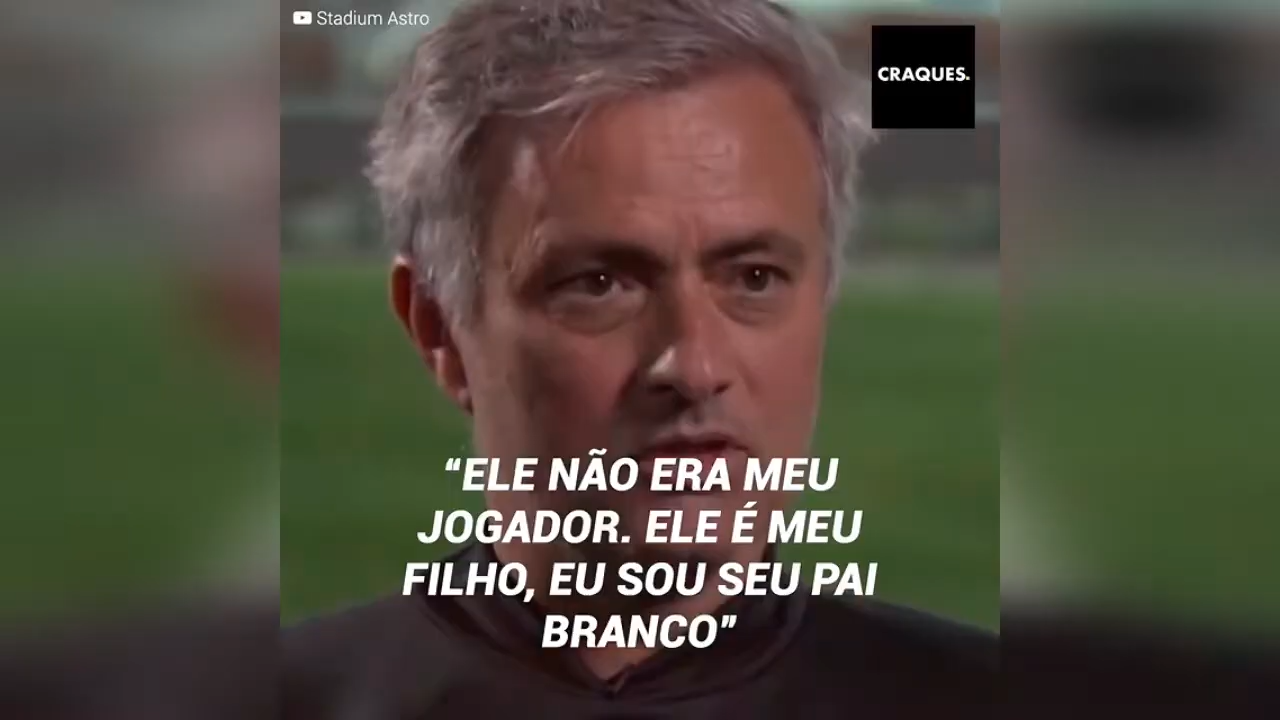 Stadium Astro
CRAQUES.
“ELE NÃO ERA MEU
JOGADOR. ELE É MEU
FILHO, EU SOU SEU PAI
BRANCO”